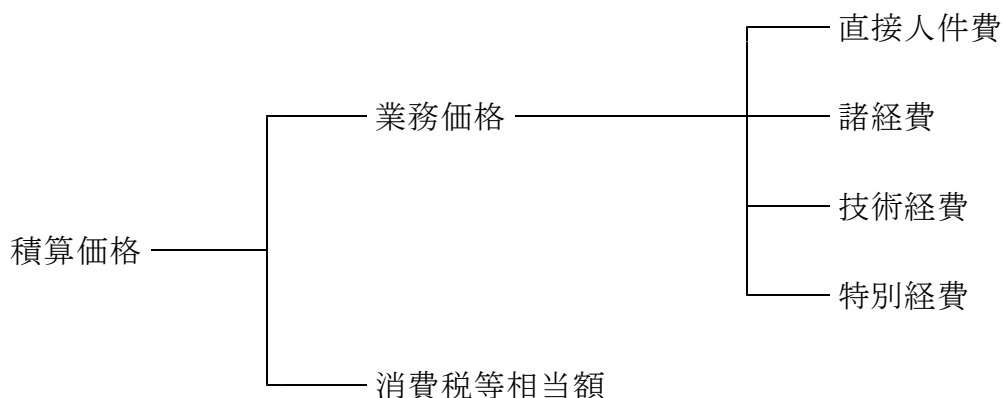 直接人件費
業務価格
諸経費
技術経費
積算価格
特別経費
消費税等相当額